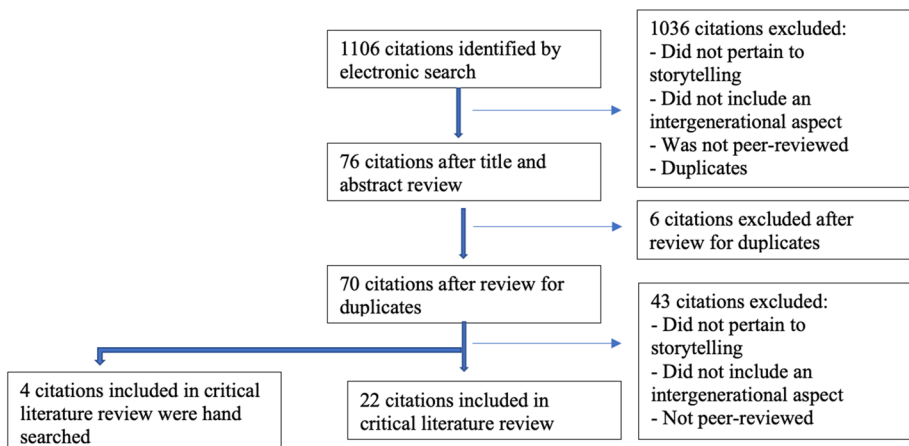 1106 citations identified by
electronic search
1036 citations excluded:
- Did not pertain to
storytelling
- Did not include an
intergenerational aspect
- Was not peer-reviewed
- Duplicates
76 citations after title and
abstract review
6 citations excluded after
review for duplicates
70 citations after review for
duplicates
43 citations excluded:
- Did not pertain to
storytelling
- Did not include an
intergenerational aspect
- Not peer-reviewed
4 citations included in critical
literature review were hand
searched
22 citations included in
critical literature review